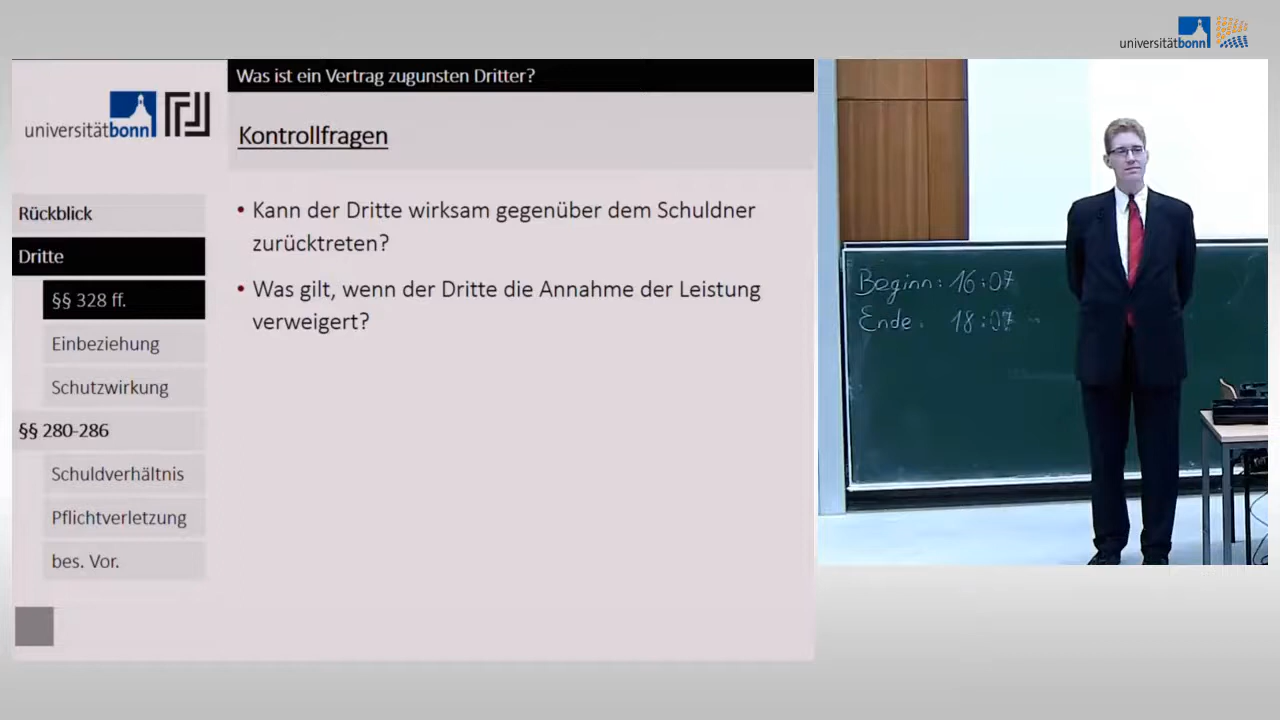 universitätbonn
Was ist ein Vertrag zugunsten Dritter?
universitätbonn
Kontrollfragen
Rückblick
Dritte
§§ 328 ff.
Einbeziehung
Schutzwirkung
§§ 280-286
Schuldverhältnis
Pflichtverletzung
bes. Vor.
• Kann der Dritte wirksam gegenüber dem Schuldner
zurücktreten?
• Was gilt, wenn der Dritte die Annahme der Leistung
verweigert?
Beginn: 16:07
Ende: 18:07